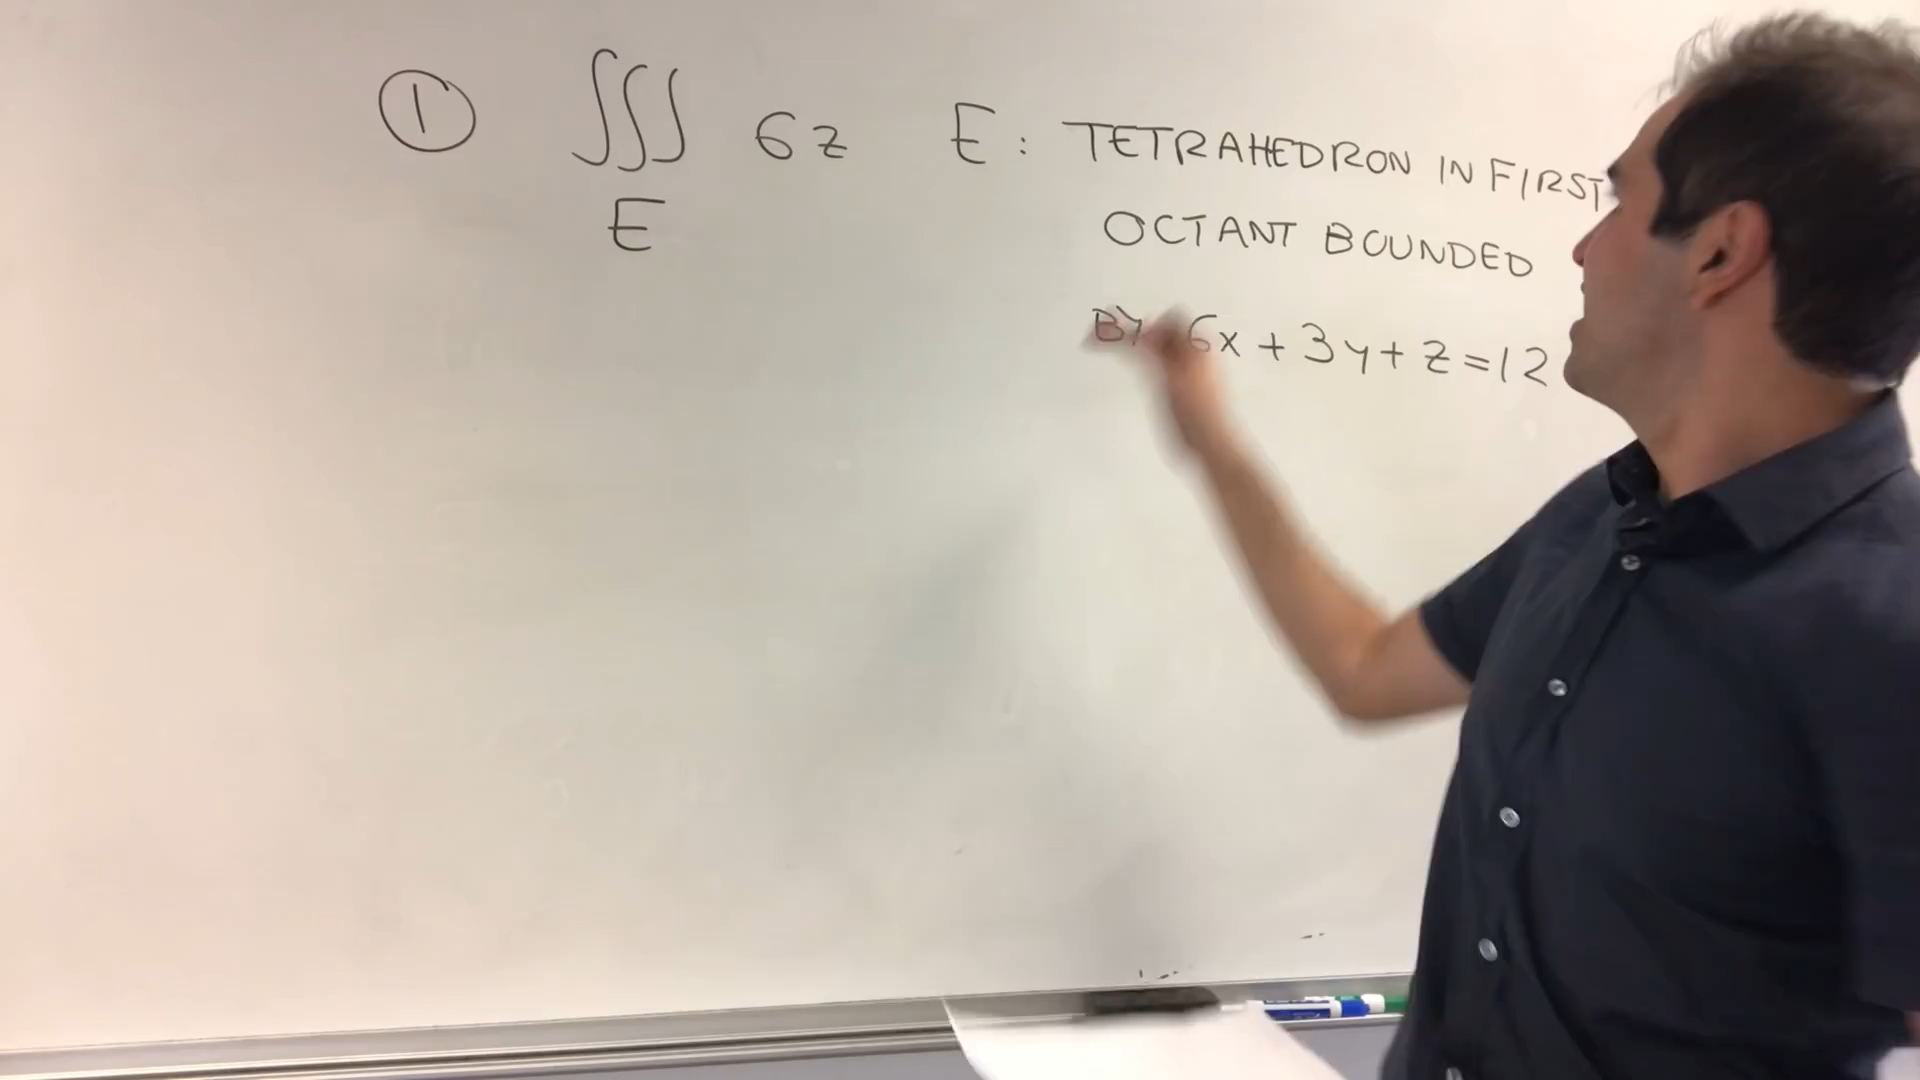 ① ∭ 6z E: TETRAHEDRON IN FIRST
E
OCTANT BOUNDED
BY 6x + 3y + z = 12